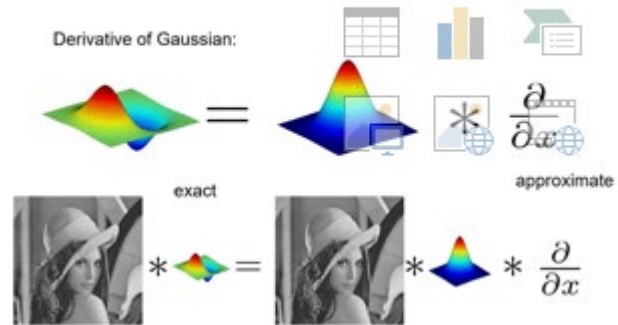 Derivative of Gaussian:
= * ∂/∂x
exact
approximate
* = * * ∂/∂x